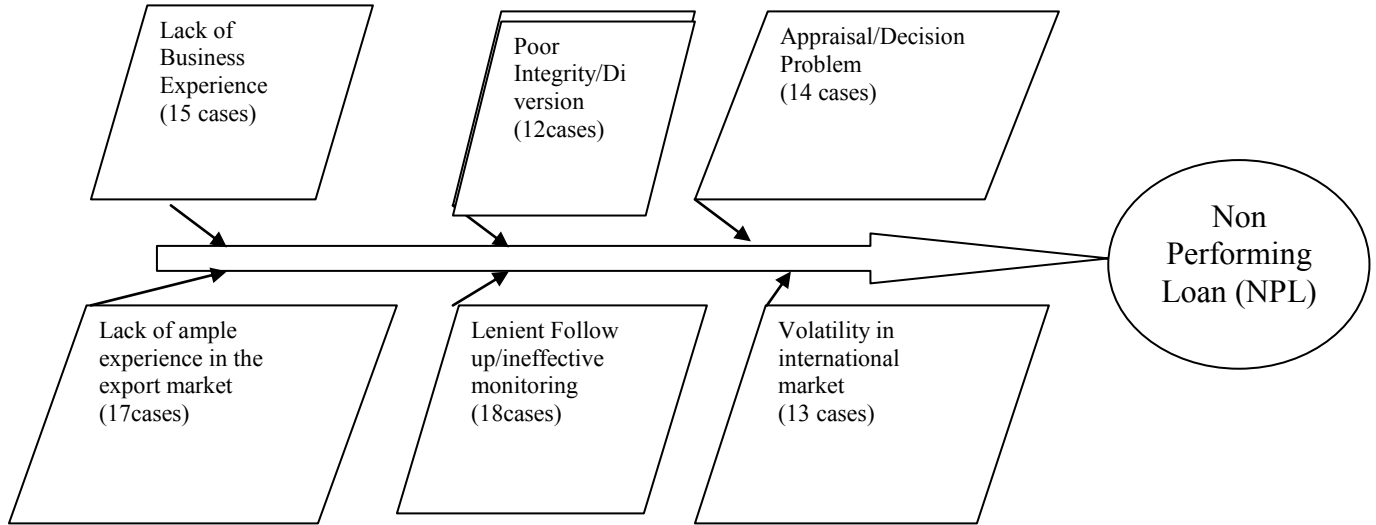 Lack of
Business
Experience
(15 cases)
Poor
Integrity/Di
version
(12cases)
Appraisal/Decision
Problem
(14 cases)
Non
Performing
Loan (NPL)
Lack of ample
experience in the
export market
(17cases)
Lenient Follow
up/ineffective
monitoring
(18cases)
Volatility in
international
market
(13 cases)